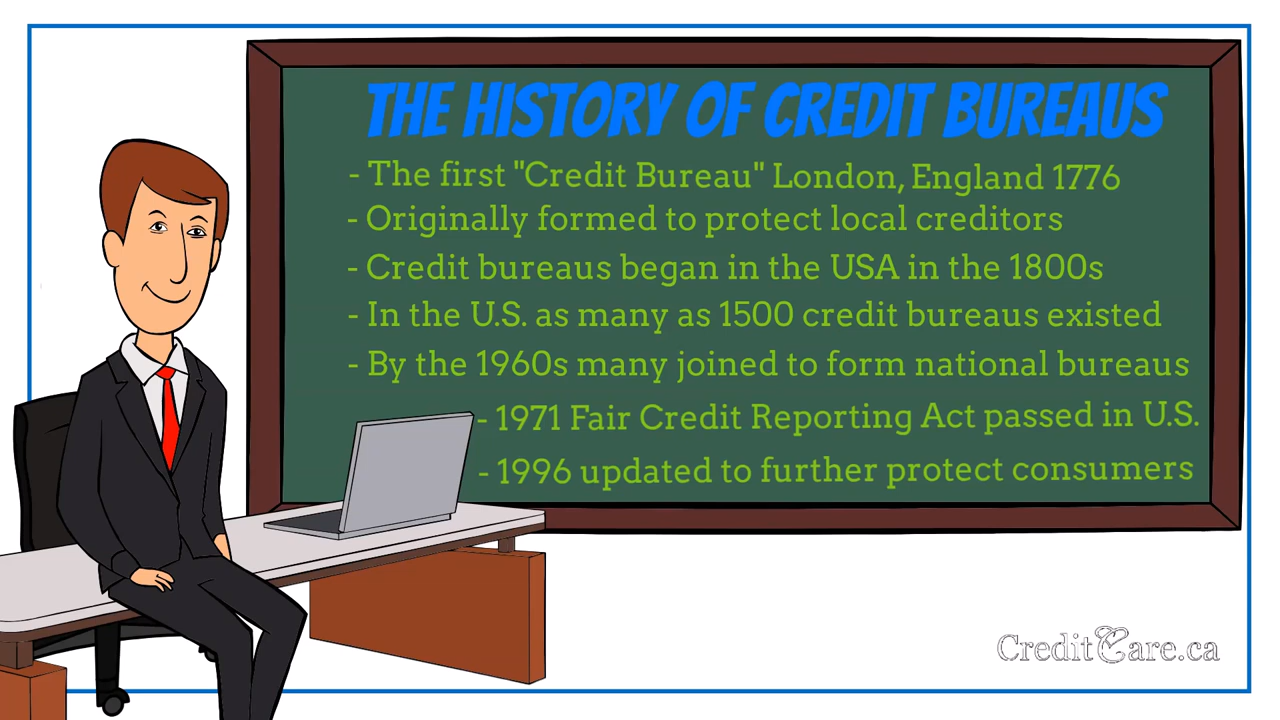 THE HISTORY OF CREDIT BUREAUS
- The first "Credit Bureau" London, England 1776
- Originally formed to protect local creditors
- Credit bureaus began in the USA in the 1800s
- In the U.S. as many as 1500 credit bureaus existed
- By the 1960s many joined to form national bureaus
- 1971 Fair Credit Reporting Act passed in U.S.
- 1996 updated to further protect consumers
CreditCare.ca